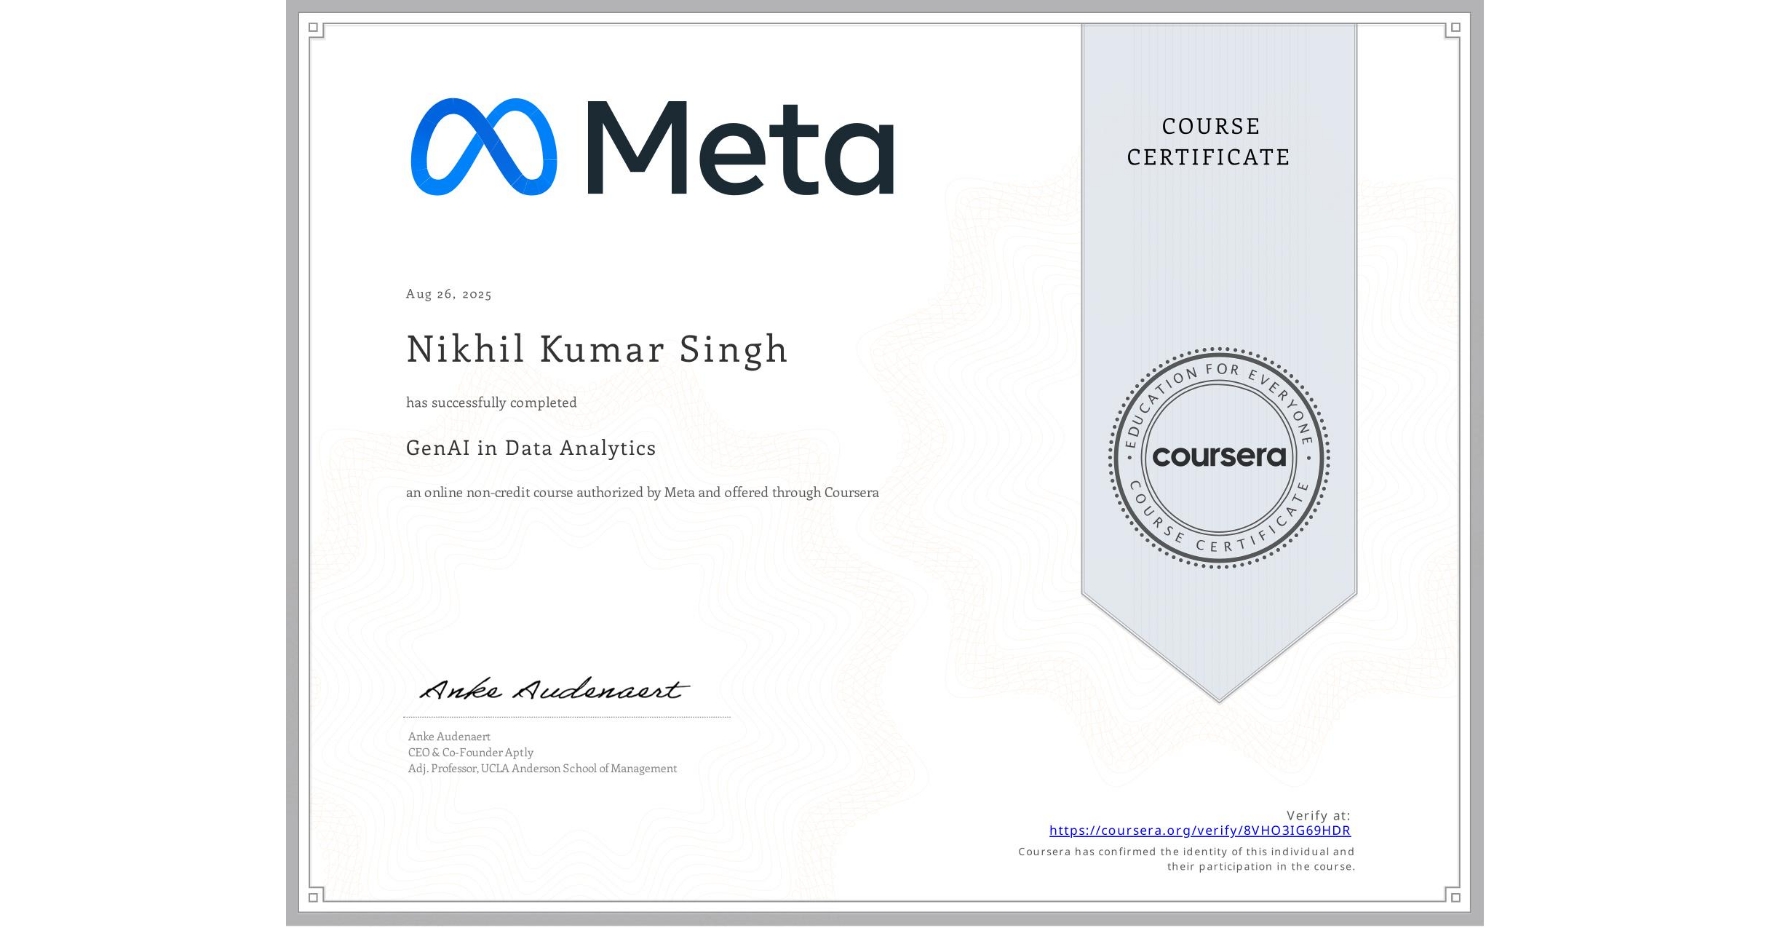 Meta
COURSE
CERTIFICATE
Aug 26, 2025
Nikhil Kumar Singh
has successfully completed
GenAI in Data Analytics
an online non-credit course authorized by Meta and offered through Coursera
EDUCATION FOR EVERYONE
coursera
COURSE CERTIFICATE
Anke Audenaert
Anke Audenaert
CEO & Co-Founder Aptly
Adj. Professor, UCLA Anderson School of Management
Verify at:
https://coursera.org/verify/8VHO3IG69HDR
Coursera has confirmed the identity of this individual and
their participation in the course.